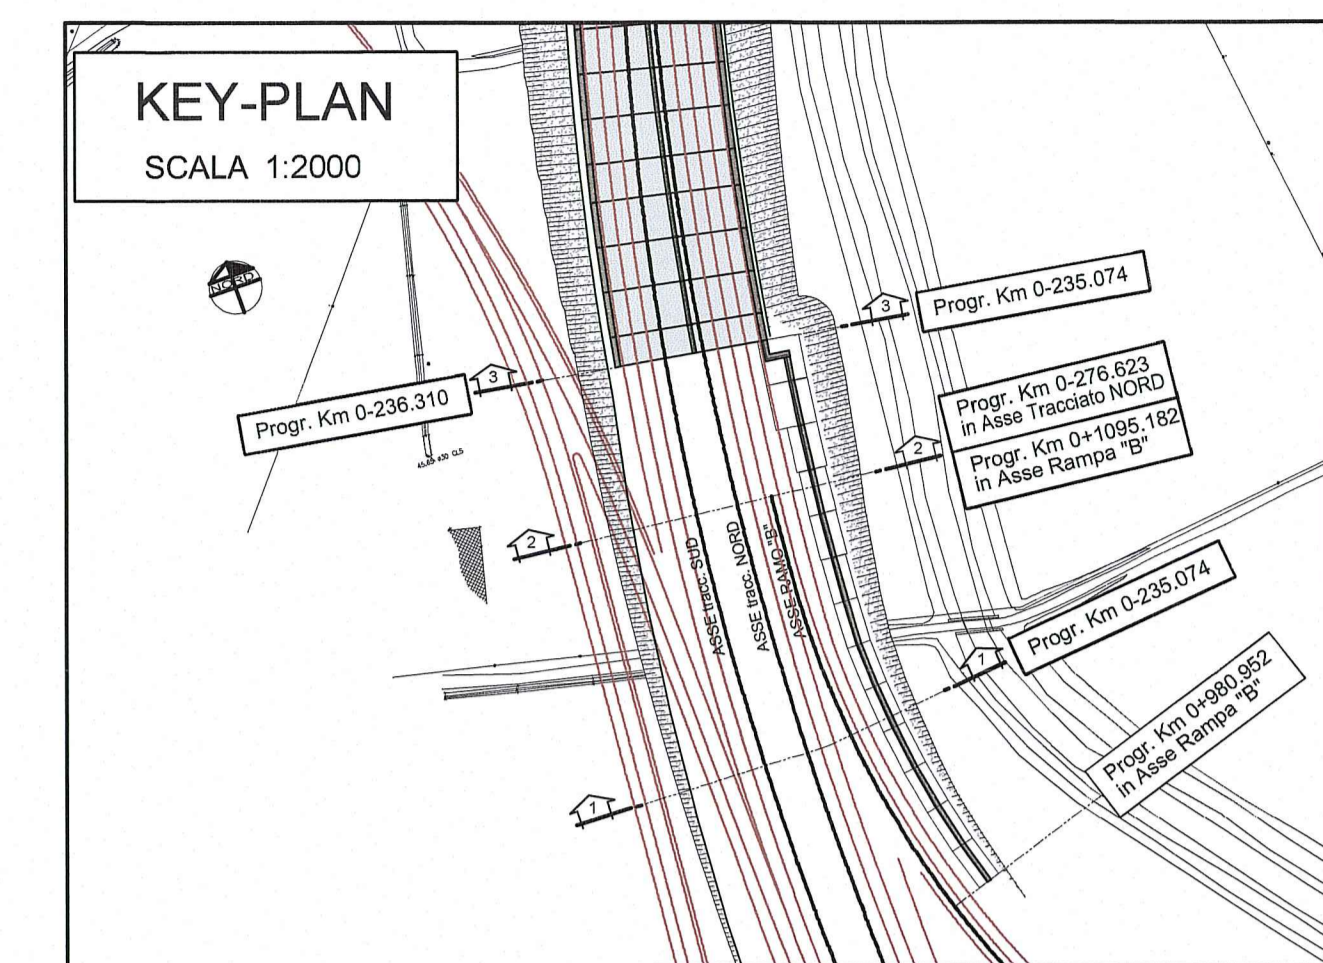 KEY-PLAN
SCALA 1:2000
NORD
3
Progr. Km 0-235.074
3
Progr. Km 0-236.310
Progr. Km 0-276.623
in Asse Tracciato NORD
Progr. Km 0+1095.182
in Asse Rampa "B"
2
2
ASSE tracc. SUD
ASSE tracc. NORD
ASSE RAMO "B"
Progr. Km 0-235.074
1
Progr. Km 0+980.952
in Asse Rampa "B"
1